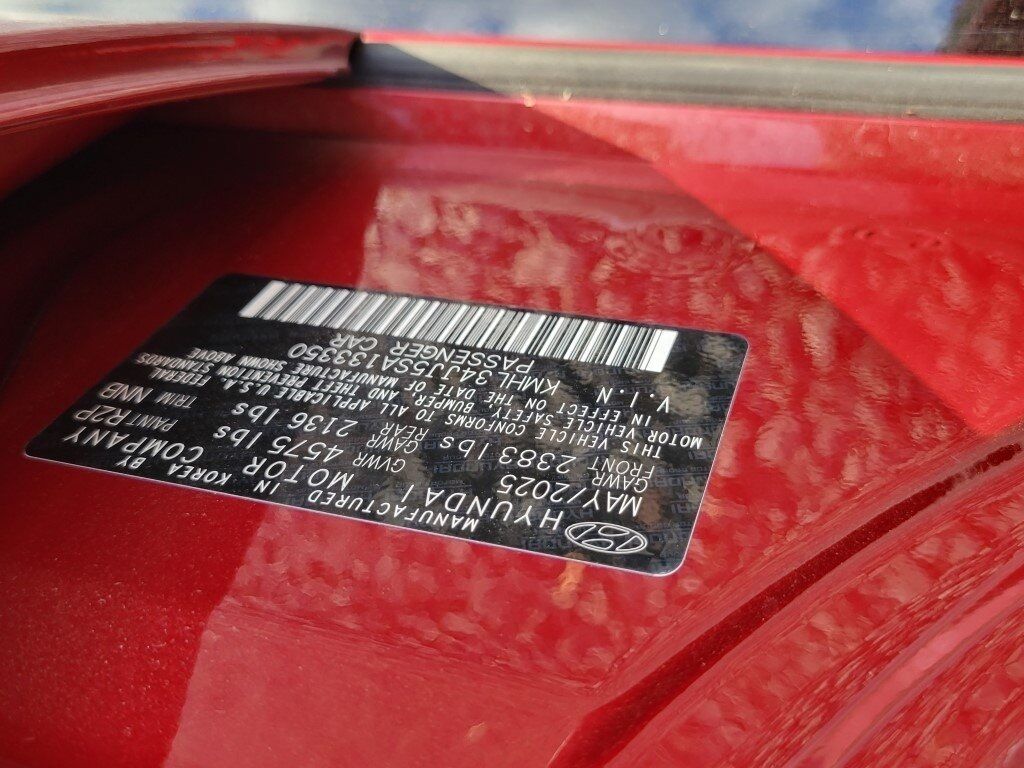 MANUFACTURED IN KOREA BY
HYUNDAI MOTOR COMPANY
MAY/2025 GVWR 4575 lbs PAINT R2P
GAWR FRONT 2383 lbs GAWR REAR 2136 lbs TRIM NNB
THIS VEHICLE CONFORMS TO ALL APPLICABLE U.S.A. FEDERAL
MOTOR VEHICLE SAFETY BUMPER, AND THEFT PREVENTION STANDARDS
IN EFFECT ON THE DATE OF MANUFACTURE SHOWN ABOVE
V.I.N KMHL34JJ5SA133350
PASSENGER CAR